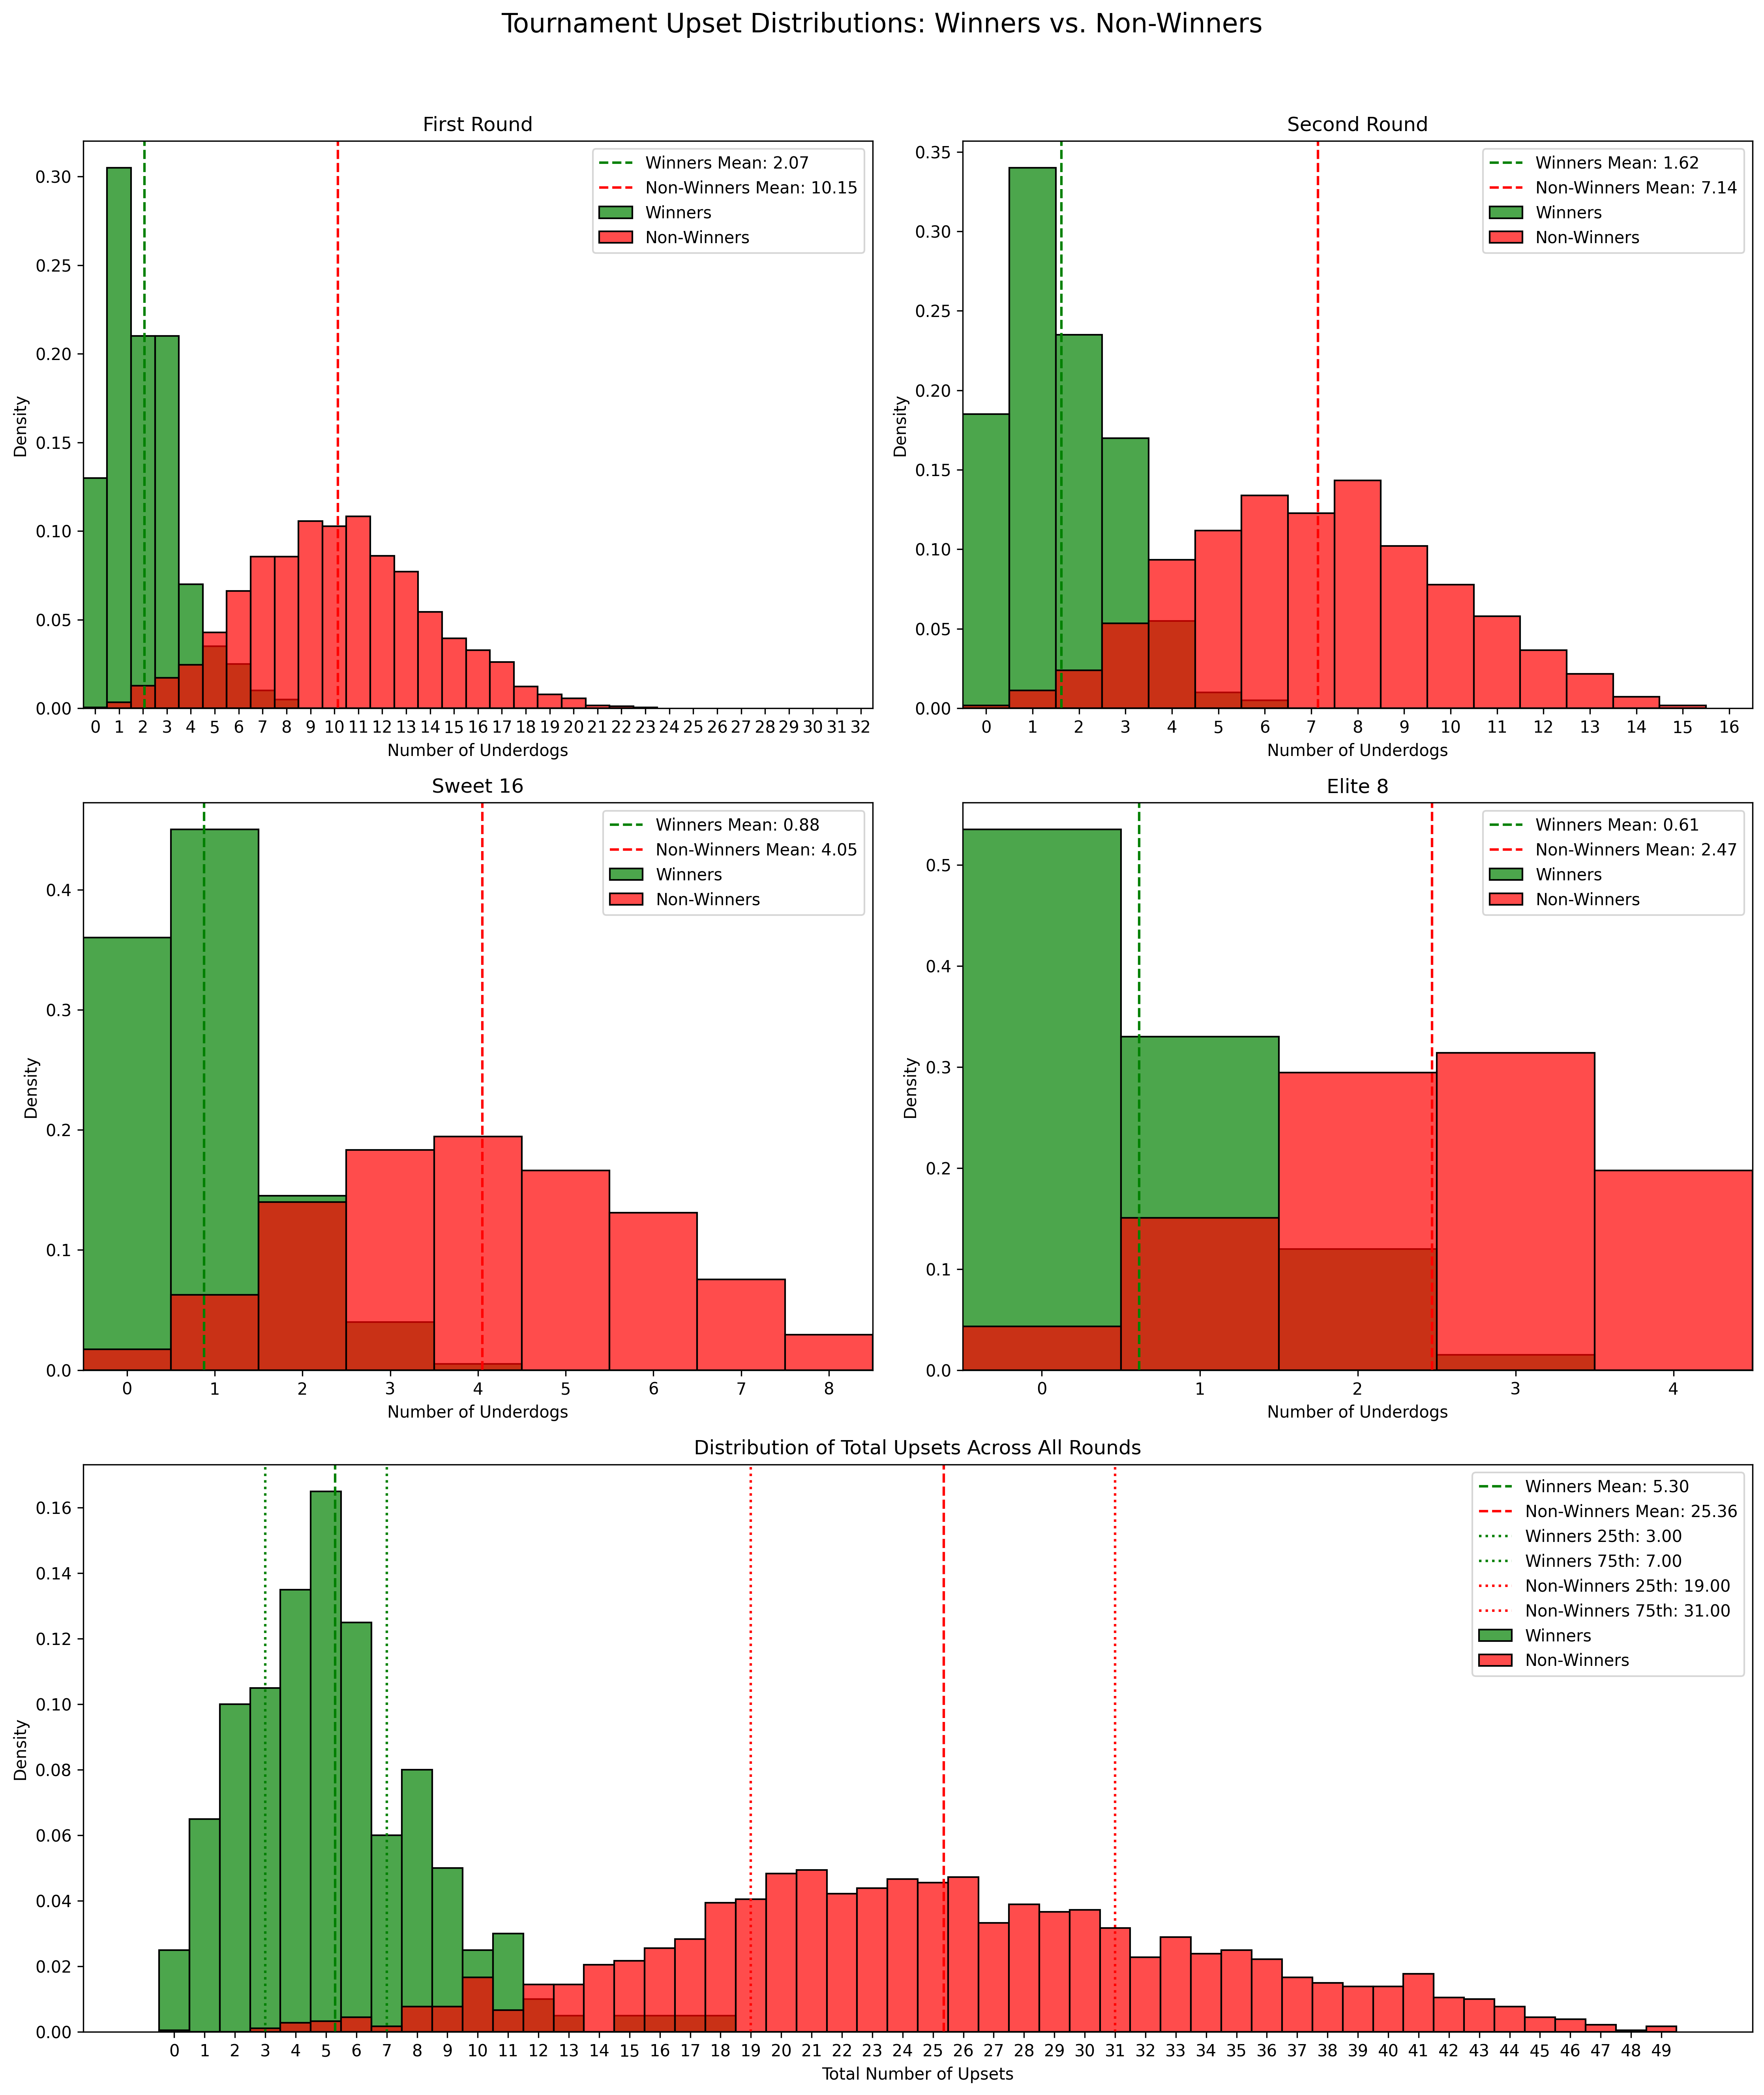 Tournament Upset Distributions: Winners vs. Non-Winners
First Round
Density
0.30
0.25
0.20
0.15
0.10
0.05
0.00
Winners Mean: 2.07
Non-Winners Mean: 10.15
Winners
Non-Winners
0 1 2 3 4 5 6 7 8 9 10 11 12 13 14 15 16 17 18 19 20 21 22 23 24 25 26 27 28 29 30 31 32
Number of Underdogs
Second Round
Density
0.35
0.30
0.25
0.20
0.15
0.10
0.05
0.00
Winners Mean: 1.62
Non-Winners Mean: 7.14
Winners
Non-Winners
0 1 2 3 4 5 6 7 8 9 10 11 12 13 14 15 16
Number of Underdogs
Sweet 16
Density
0.4
0.3
0.2
0.1
0.0
Winners Mean: 0.88
Non-Winners Mean: 4.05
Winners
Non-Winners
0 1 2 3 4 5 6 7 8
Number of Underdogs
Elite 8
Density
0.5
0.4
0.3
0.2
0.1
0.0
Winners Mean: 0.61
Non-Winners Mean: 2.47
Winners
Non-Winners
0 1 2 3 4
Number of Underdogs
Distribution of Total Upsets Across All Rounds
Density
0.16
0.14
0.12
0.10
0.08
0.06
0.04
0.02
0.00
Winners Mean: 5.30
Non-Winners Mean: 25.36
Winners 25th: 3.00
Winners 75th: 7.00
Non-Winners 25th: 19.00
Non-Winners 75th: 31.00
Winners
Non-Winners
0 1 2 3 4 5 6 7 8 9 10 11 12 13 14 15 16 17 18 19 20 21 22 23 24 25 26 27 28 29 30 31 32 33 34 35 36 37 38 39 40 41 42 43 44 45 46 47 48 49
Total Number of Upsets